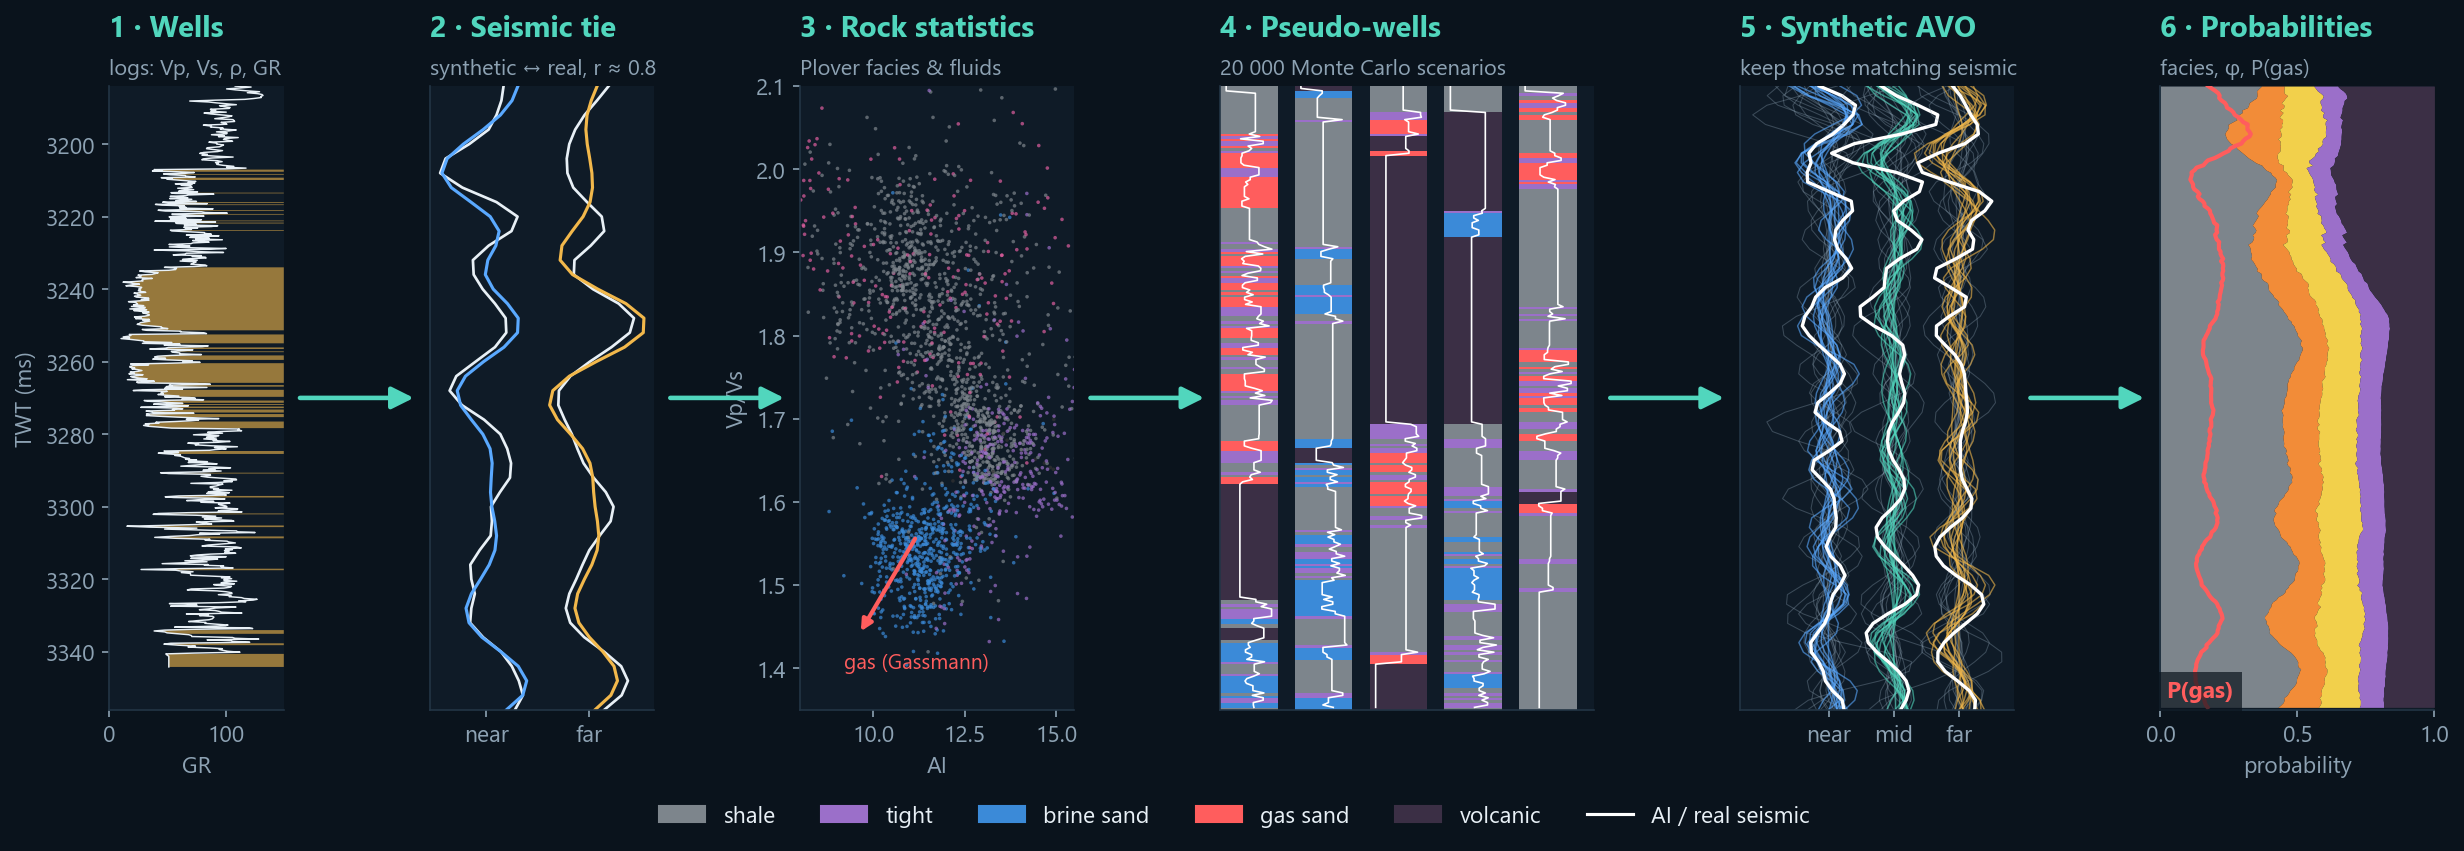 1 · Wells
logs: Vp, Vs, ρ, GR
TWT (ms)
3200
3220
3240
3260
3280
3300
3320
3340
0
100
GR
2 · Seismic tie
synthetic ↔ real, r ≈ 0.8
near
far
3 · Rock statistics
Plover facies & fluids
Vp/Vs
2.1
2.0
1.9
1.8
1.7
1.6
1.5
1.4
gas (Gassmann)
10.0
12.5
15.0
AI
4 · Pseudo-wells
20 000 Monte Carlo scenarios
5 · Synthetic AVO
keep those matching seismic
near
mid
far
6 · Probabilities
facies, φ, P(gas)
P(gas)
0.0
0.5
1.0
probability
shale
tight
brine sand
gas sand
volcanic
AI / real seismic